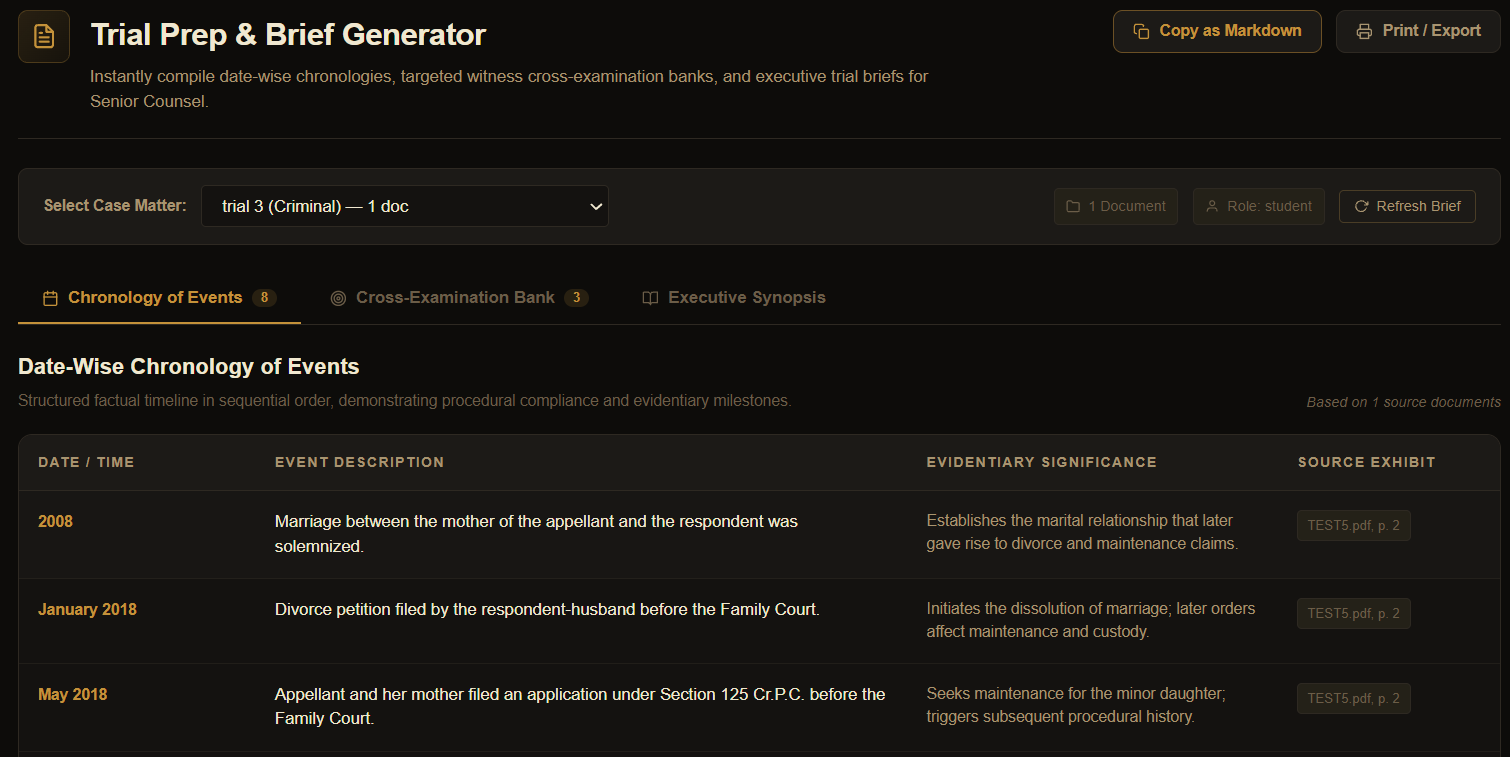 Trial Prep & Brief Generator
Copy as Markdown
Print / Export
Instantly compile date-wise chronologies, targeted witness cross-examination banks, and executive trial briefs for
Senior Counsel.
Select Case Matter:
trial 3 (Criminal) — 1 doc
1 Document
Role: student
Refresh Brief
Chronology of Events 8
Cross-Examination Bank 3
Executive Synopsis
Date-Wise Chronology of Events
Structured factual timeline in sequential order, demonstrating procedural compliance and evidentiary milestones.
Based on 1 source documents
DATE / TIME
EVENT DESCRIPTION
EVIDENTIARY SIGNIFICANCE
SOURCE EXHIBIT
2008
Marriage between the mother of the appellant and the respondent was
solemnized.
Establishes the marital relationship that later
gave rise to divorce and maintenance claims.
TEST5.pdf, p. 2
January 2018
Divorce petition filed by the respondent-husband before the Family Court.
Initiates the dissolution of marriage; later orders
affect maintenance and custody.
TEST5.pdf, p. 2
May 2018
Appellant and her mother filed an application under Section 125 Cr.P.C. before the
Family Court.
Seeks maintenance for the minor daughter;
triggers subsequent procedural history.
TEST5.pdf, p. 2